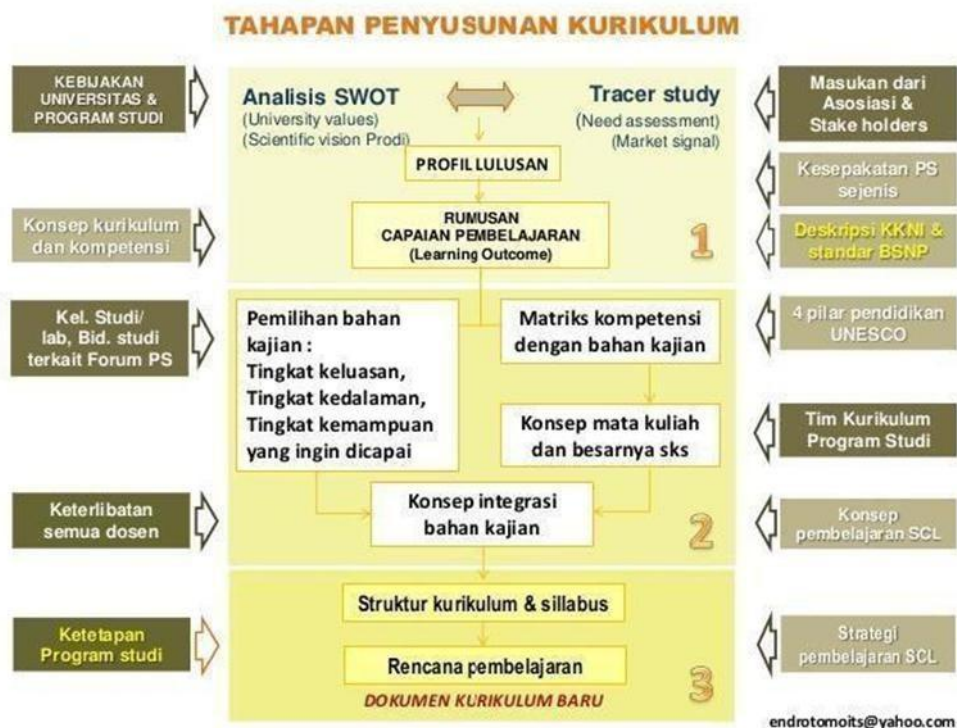 TAHAPAN PENYUSUNAN KURIKULUM
KEBIJAKAN
UNIVERSITAS &
PROGRAM STUDI
Analisis SWOT
(University values)
(Scientific vision Prodi)
Tracer study
(Need assessment)
(Market signal)
Masukan dari
Asosiasi &
Stake holders
PROFIL LULUSAN
Kesepakatan PS
sejenis
Konsep kurikulum
dan kompetensi
RUMUSAN
CAPAIAN PEMBELAJARAN
(Learning Outcome)
1
Deskripsi KKNI &
standar BSNP
Kel. Studi/
lab, Bid. studi
terkait Forum PS
Pemilihan bahan
kajian :
Tingkat keluasan,
Tingkat kedalaman,
Tingkat kemampuan
yang ingin dicapai
Matriks kompetensi
dengan bahan kajian
4 pilar pendidikan
UNESCO
Konsep mata kuliah
dan besarnya sks
Tim Kurikulum
Program Studi
Keterlibatan
semua dosen
Konsep integrasi
bahan kajian
2
Konsep
pembelajaran SCL
Struktur kurikulum & sillabus
Ketetapan
Program studi
Rencana pembelajaran
DOKUMEN KURIKULUM BARU
3
Strategi
pembelajaran SCL
endrotomoits@yahoo.com